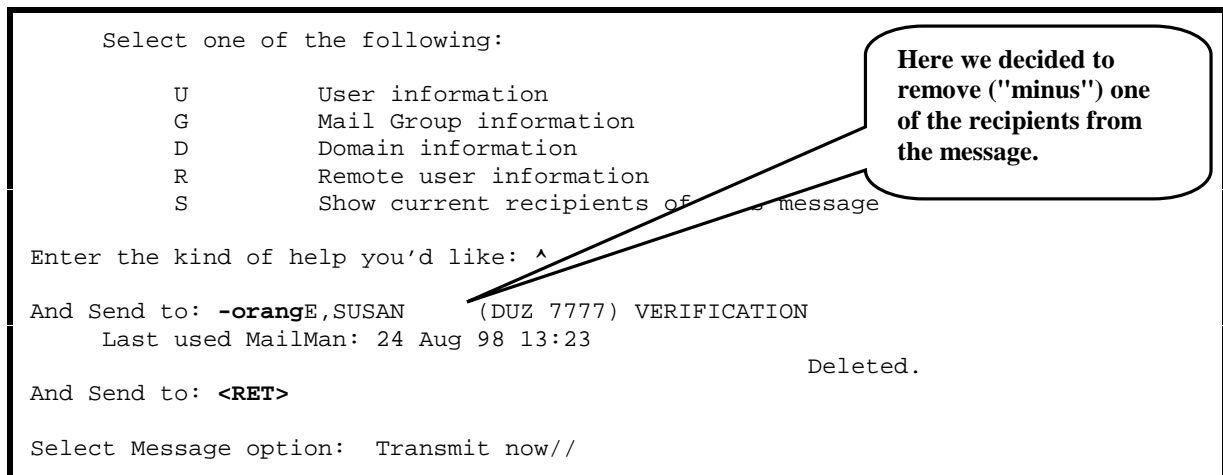 Select one of the following:
U User information
G Mail Group information
D Domain information
R Remote user information
S Show current recipients of message
Enter the kind of help you'd like: ^
And Send to: -orangE,SUSAN (DUZ 7777) VERIFICATION
Last used MailMan: 24 Aug 98 13:23
Deleted.
And Send to: <RET>
Select Message option: Transmit now//
Here we decided to
remove ("minus") one
of the recipients from
the message.